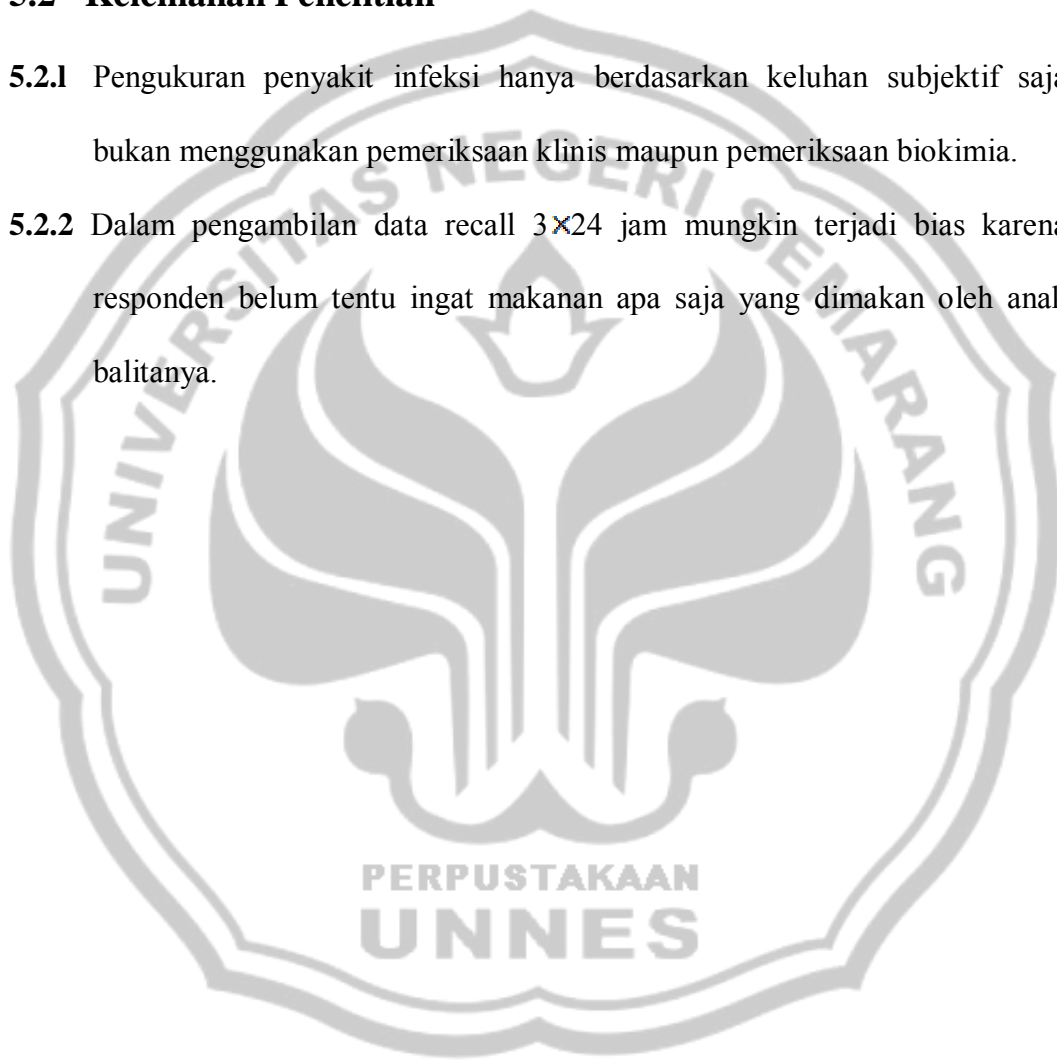 5.2 Kelemahan Penelitian
5.2.l Pengukuran penyakit infeksi hanya berdasarkan keluhan subjektif saja
bukan menggunakan pemeriksaan klinis maupun pemeriksaan biokimia.
5.2.2 Dalam pengambilan data recall 3×24 jam mungkin terjadi bias karena
responden belum tentu ingat makanan apa saja yang dimakan oleh anak
balitanya.
UNIVERSITAS NEGERI SEMARANG
PERPUSTAKAAN
UNNES